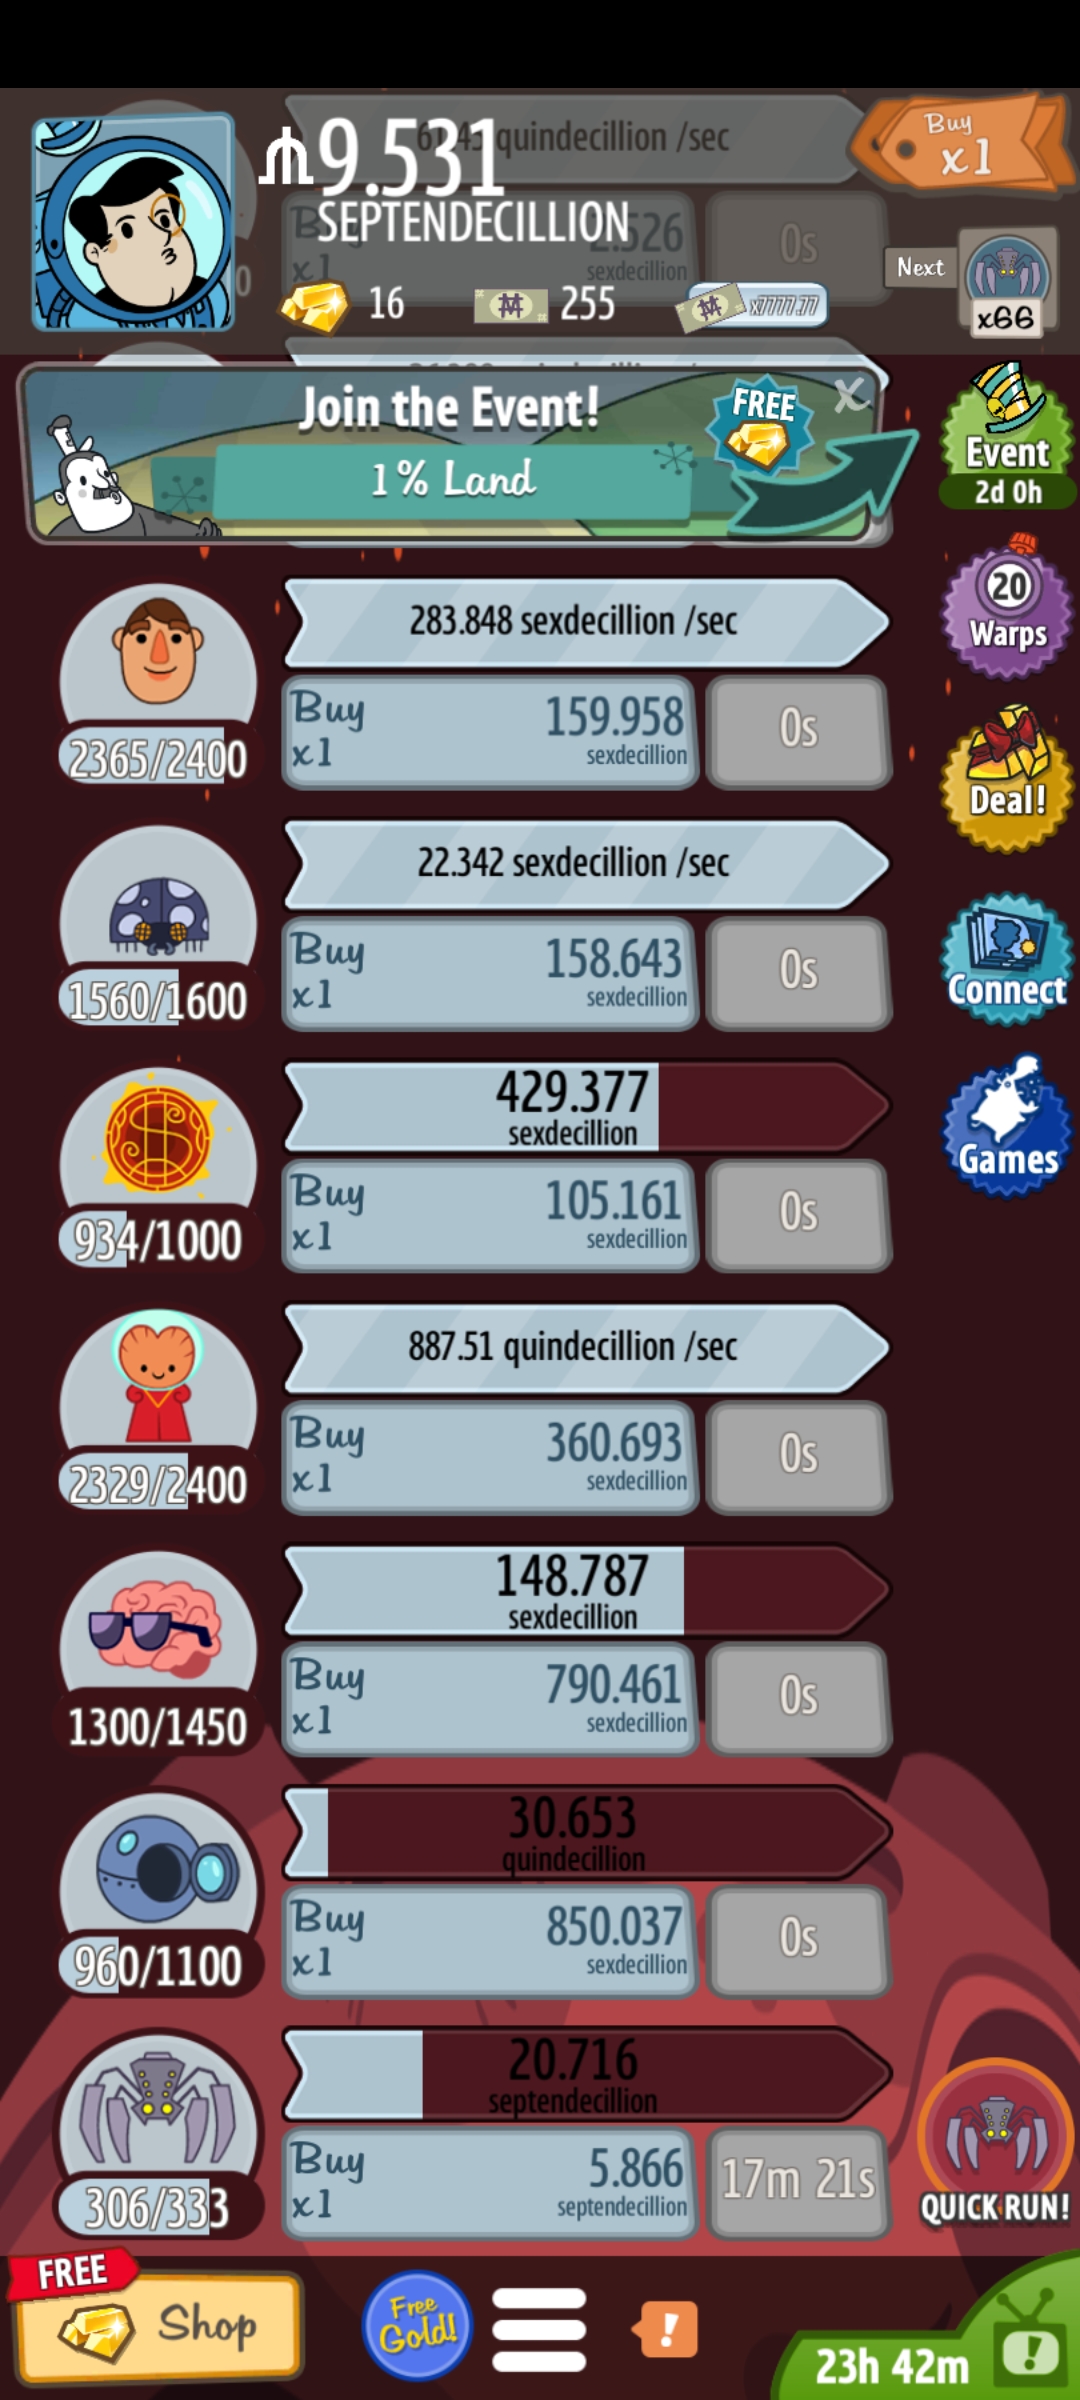 61.43 quindecillion /sec
9.531
SEPTENDECILLION
Buy
x1
Buy
x1
2.526
sexdecillion
0s
16
255
x7777.77
Next
x66
Join the Event!
1% Land
FREE
X
Event
2d 0h
20
Warps
Deal!
Connect
Games
283.848 sexdecillion /sec
Buy
x1
159.958
sexdecillion
0s
2365/2400
22.342 sexdecillion /sec
Buy
x1
158.643
sexdecillion
0s
1560/1600
429.377
sexdecillion
Buy
x1
105.161
sexdecillion
0s
934/1000
887.51 quindecillion /sec
Buy
x1
360.693
sexdecillion
0s
2329/2400
148.787
sexdecillion
Buy
x1
790.461
sexdecillion
0s
1300/1450
30.653
quindecillion
Buy
x1
850.037
sexdecillion
0s
960/1100
20.716
septendecillion
Buy
x1
5.866
septendecillion
17m 21s
306/333
QUICK RUN!
FREE
Shop
Free
Gold!
!
23h 42m
!